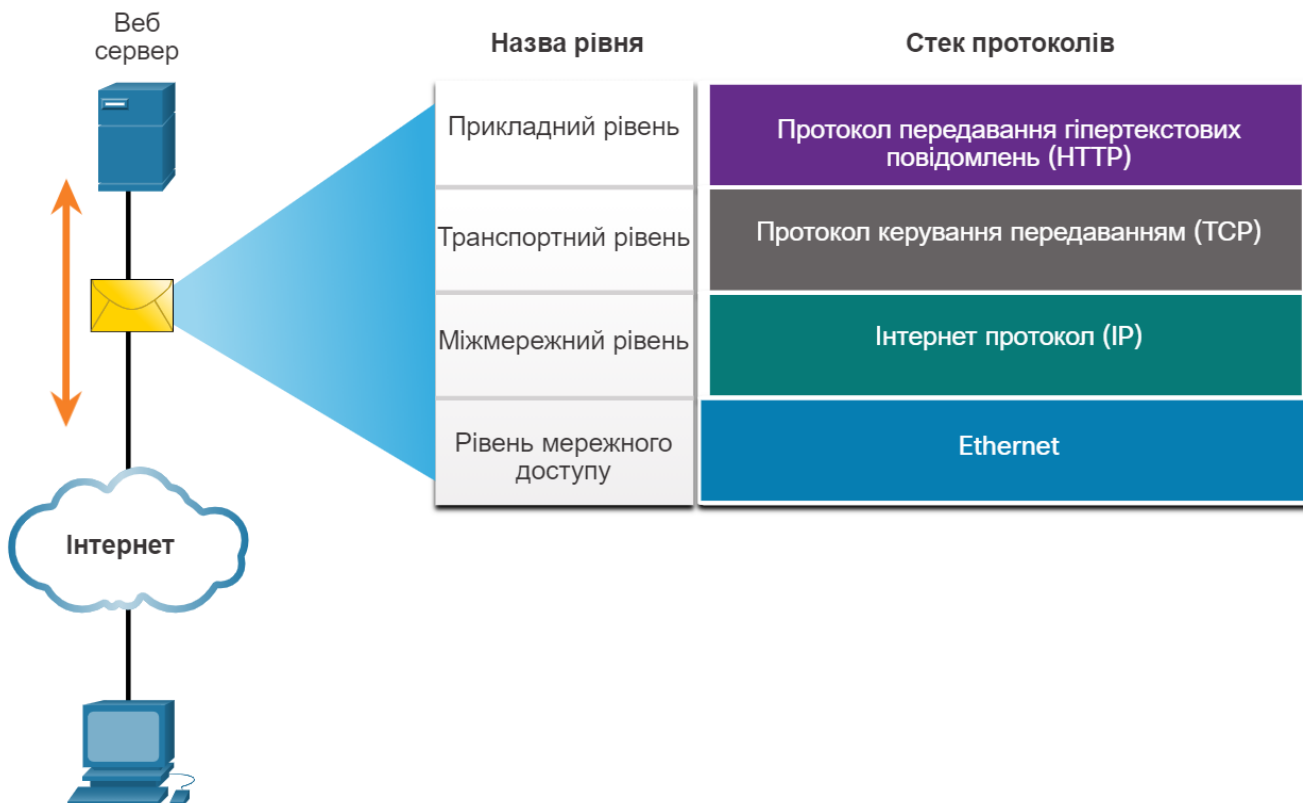 Веб
сервер
Назва рівня
Стек протоколів
Прикладний рівень
Протокол передавання гіпертекстових
повідомлень (HTTP)
Транспортний рівень
Протокол керування передаванням (TCP)
Міжмережний рівень
Інтернет протокол (IP)
Рівень мережного
доступу
Ethernet
Інтернет